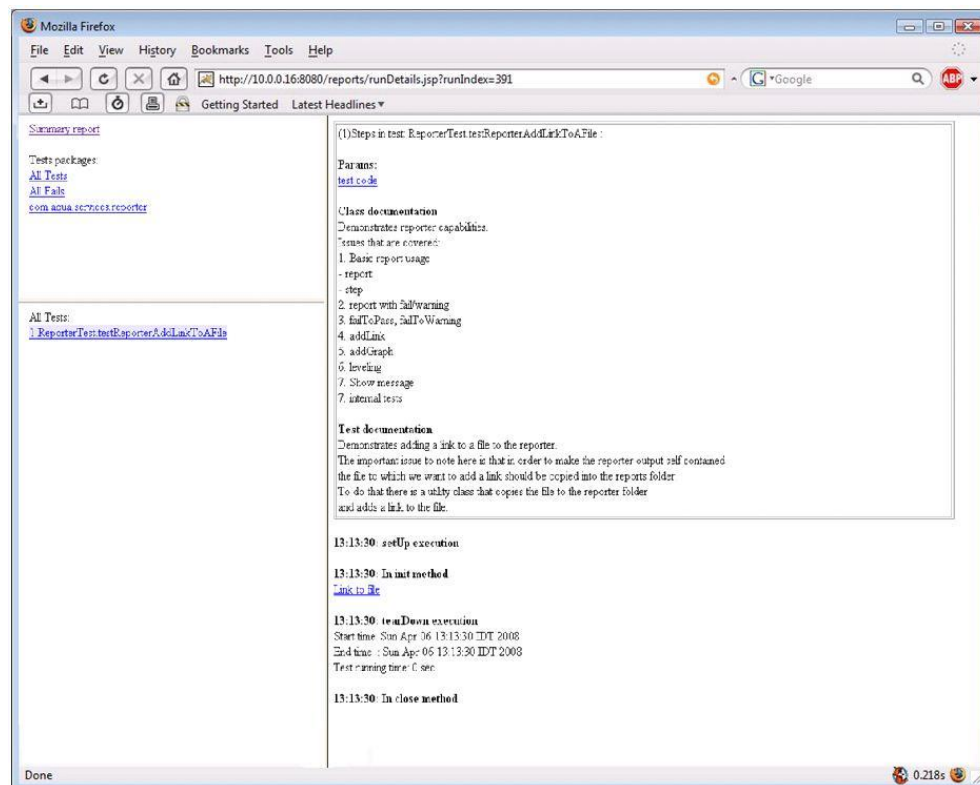 Mozilla Firefox
File Edit View History Bookmarks Tools Help
http://10.0.0.16:8080/reports/runDetails.jsp?runIndex=391
G Google
ABP
Getting Started Latest Headlines
Summary report
Tests packages:
All Tests
All Fails
com.aqua.services.reporter
All Tests:
1 ReporterTest.testReporterAddLinkToAFile
(1)Steps in test: ReporterTest.testReporterAddLinkToAFile :
Params:
test code
Class documentation
Demonstrates reporter capabilities.
Issues that are covered:
1. Basic report usage
- report
- step
2. report with fail/warning
3. failToPass, failToWarning
4. addLink
5. addGraph
6. leveling
7. Show message
7. internal tests
Test documentation
Demonstrates adding a link to a file to the reporter.
The important issue to note here is that in order to make the reporter output self contained
the file to which we want to add a link should be copied into the reports folder
To do that there is a utility class that copies the file to the reporter folder
and adds a link to the file.
13:13:30: setUp execution
13:13:30: In init method
Link to file
13:13:30: tearDown execution
Start time: Sun Apr 06 13:13:30 IDT 2008
End time : Sun Apr 06 13:13:30 IDT 2008
Test running time: 0 sec.
13:13:30: In close method
Done
0.218s